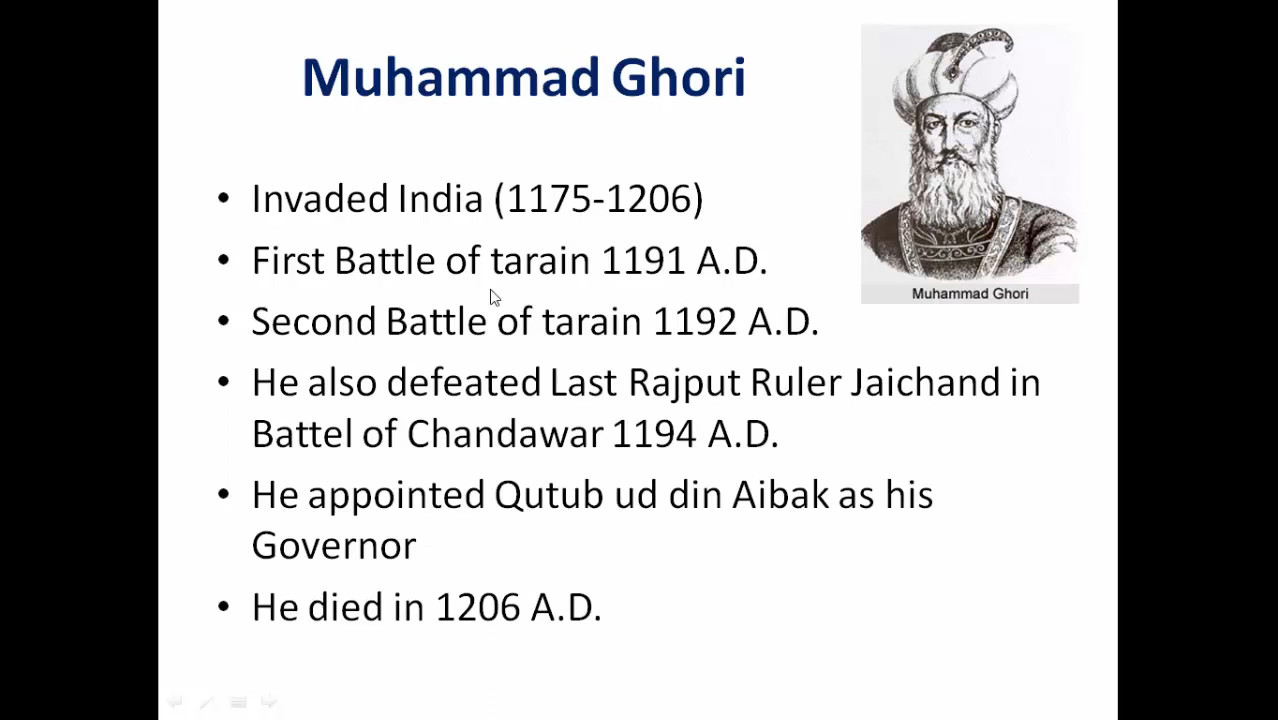 Muhammad Ghori
Muhammad Ghori
• Invaded India (1175-1206)
• First Battle of tarain 1191 A.D.
• Second Battle of tarain 1192 A.D.
• He also defeated Last Rajput Ruler Jaichand in
Battel of Chandawar 1194 A.D.
• He appointed Qutub ud din Aibak as his
Governor
• He died in 1206 A.D.